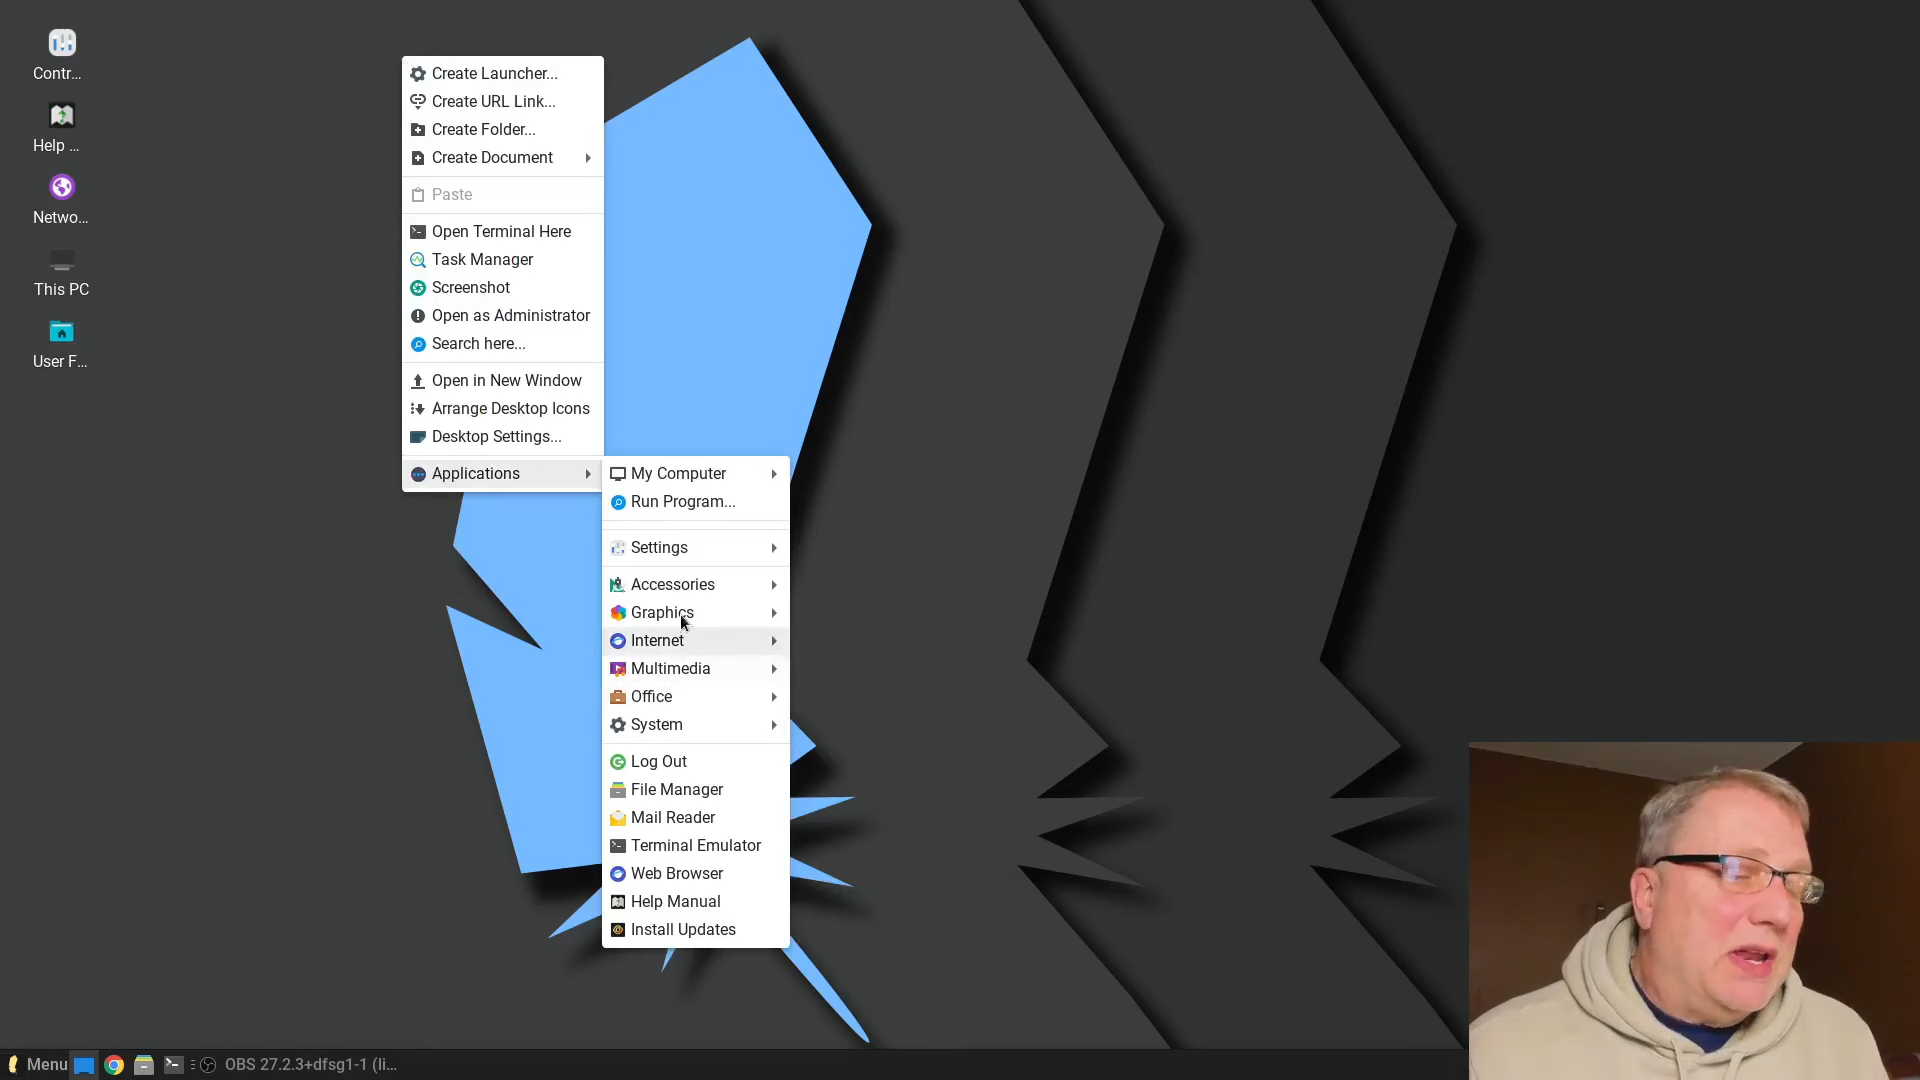 Contr...
Help ...
Netwo...
This PC
User F...
Create Launcher...
Create URL Link...
Create Folder...
Create Document
Paste
Open Terminal Here
Task Manager
Screenshot
Open as Administrator
Search here...
Open in New Window
Arrange Desktop Icons
Desktop Settings...
Applications
My Computer
Run Program...
Settings
Accessories
Graphics
Internet
Multimedia
Office
System
Log Out
File Manager
Mail Reader
Terminal Emulator
Web Browser
Help Manual
Install Updates
Menu
OBS 27.2.3+dfsg1-1 (li...